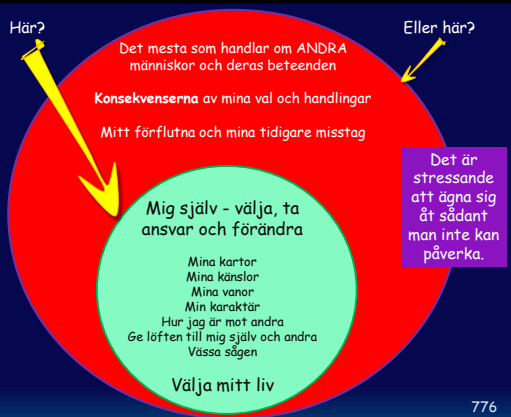 Här?
Eller här?
Det mesta som handlar om ANDRA
människor och deras beteenden
Konsekvenserna av mina val och handlingar
Mitt förflutna och mina tidigare misstag
Det är
stressande
att ägna sig
åt sådant
man inte kan
påverka.
Mig själv - välja, ta
ansvar och förändra
Mina kartor
Mina känslor
Mina vanor
Min karaktär
Hur jag är mot andra
Ge löften till mig själv och andra
Vässa sågen
Välja mitt liv
776